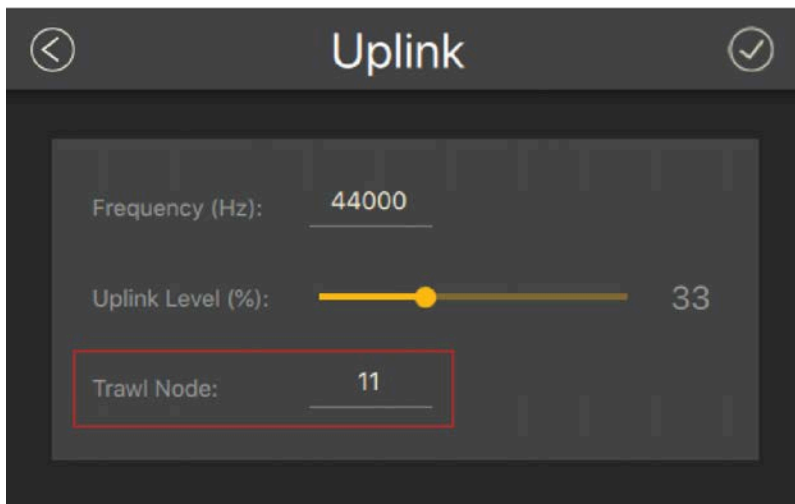 Uplink
Frequency (Hz): 44000
Uplink Level (%): 33
Trawl Node: 11